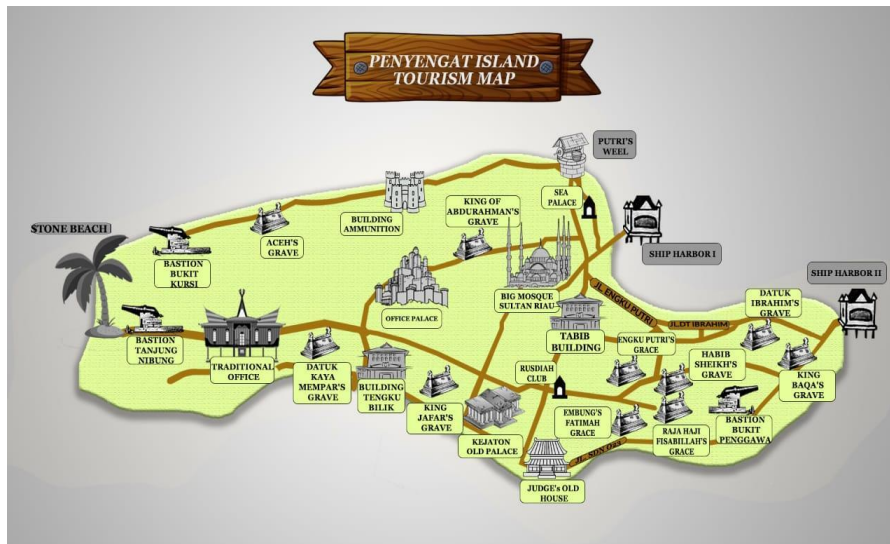 PENYENGAT ISLAND
TOURISM MAP
PUTRI'S
WEEL
SEA
PALACE
KING OF
ABDURAHMAN'S
GRAVE
BUILDING
AMMUNITION
STONE BEACH
ACEH'S
GRAVE
BASTION
BUKIT
KURSI
SHIP HARBOR I
SHIP HARBOR II
BIG MOSQUE
SULTAN RIAU
JL ENGKU PUTRI
DATUK
IBRAHIM'S
GRAVE
OFFICE PALACE
JL.DT IBRAHIM
TABIB
BUILDING
ENGKU PUTRI'S
GRACE
BASTION
TANJUNG
NIBUNG
TRADITIONAL
OFFICE
DATUK
KAYA
MEMPAR'S
GRAVE
BUILDING
TENGKU
BILIK
RUSDIAH
CLUB
HABIB
SHEIKH'S
GRAVE
KING
BAQA'S
GRAVE
KING
JAFAR'S
GRAVE
KEJATON
OLD PALACE
EMBUNG'S
FATIMAH
GRACE
RAJA HAJI
FISABILLAH'S
GRACE
BASTION
BUKIT
PENGGAWA
JL. SDN 023
JUDGE's OLD
HOUSE